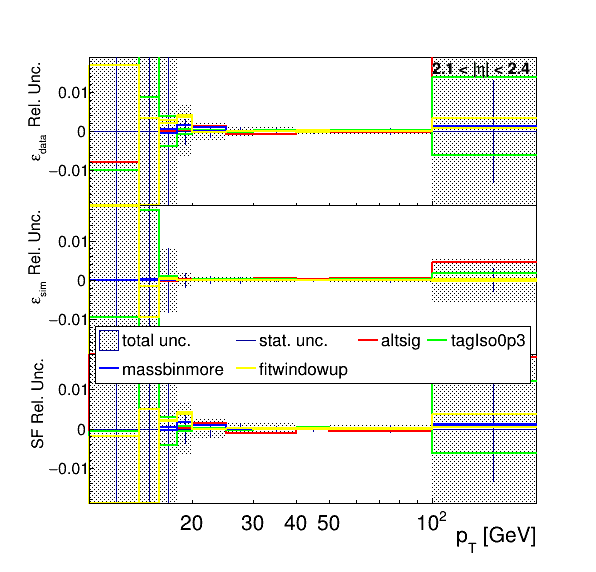 2.1 < |η| < 2.4
ε_data Rel. Unc.
0.01
0
−0.01
ε_sim Rel. Unc.
0.01
0
−0.01
total unc. stat. unc. altsig tagIso0p3
massbinmore fitwindowup
SF Rel. Unc.
0.01
0
−0.01
20 30 40 50 10²
p_T [GeV]